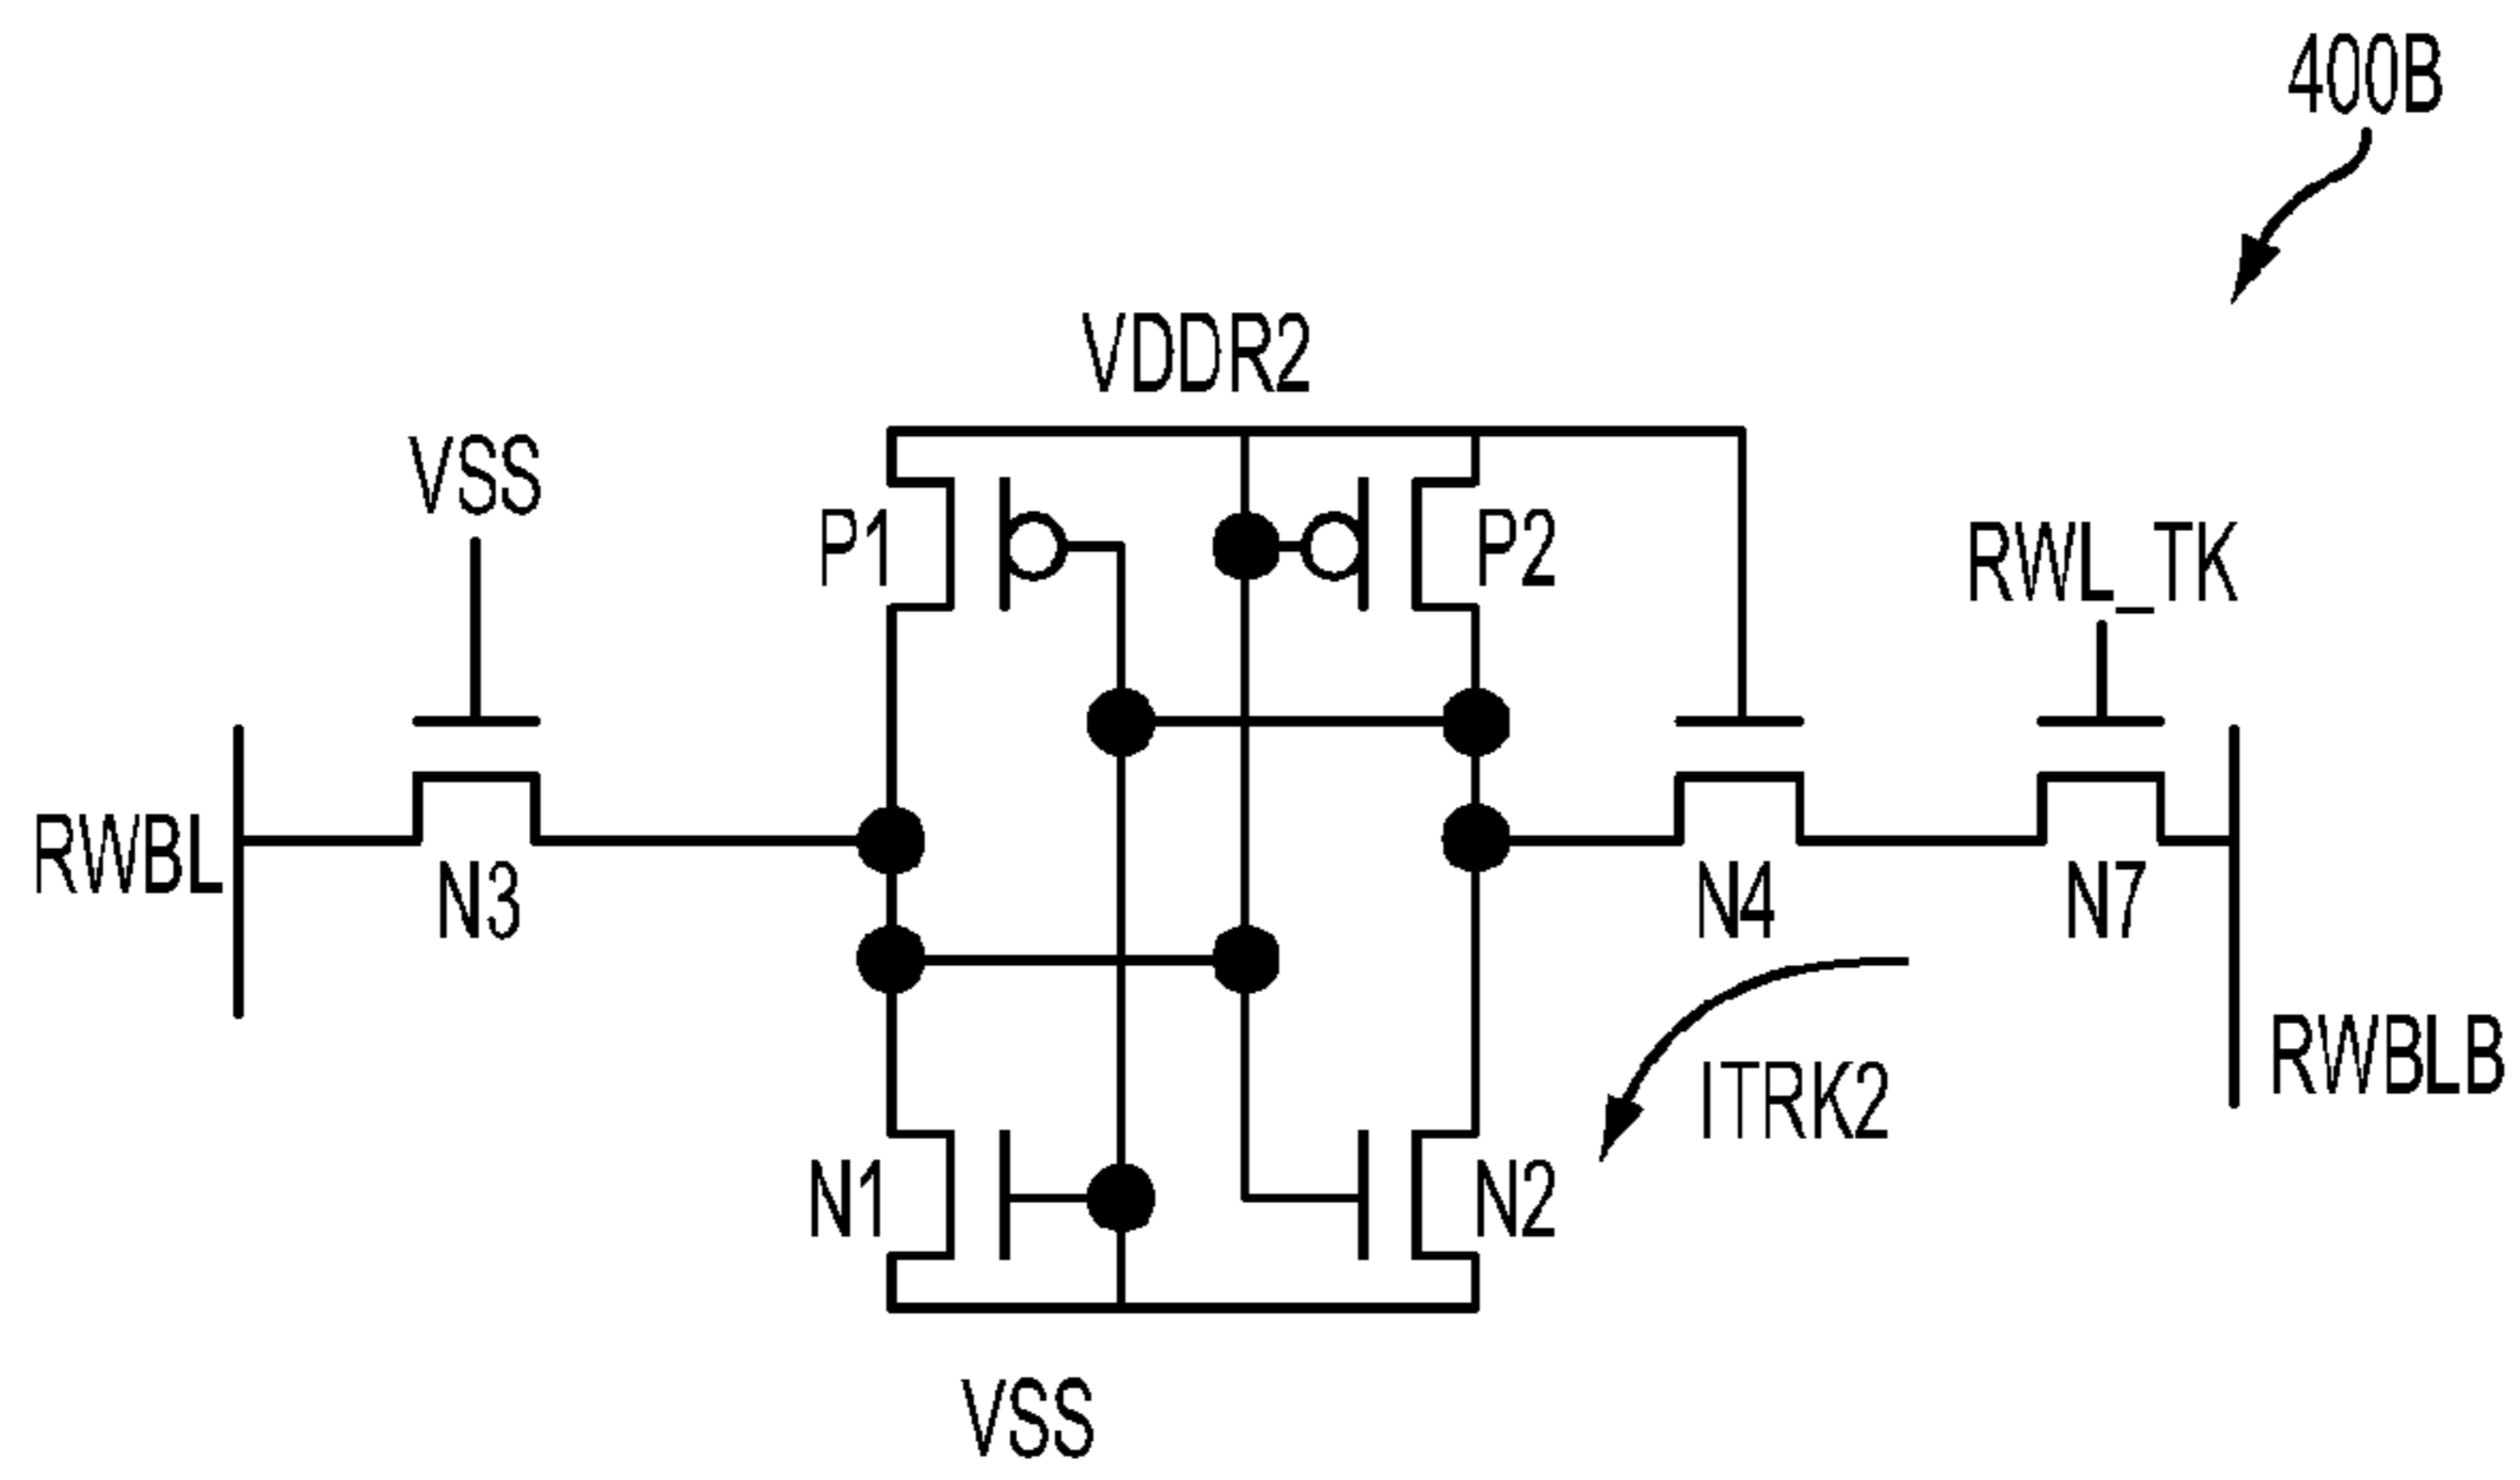 400B
VDDR2
VSS
P1
P2
RWL_TK
RWBL
N3
N4
N7
RWBLB
ITRK2
N1
N2
VSS